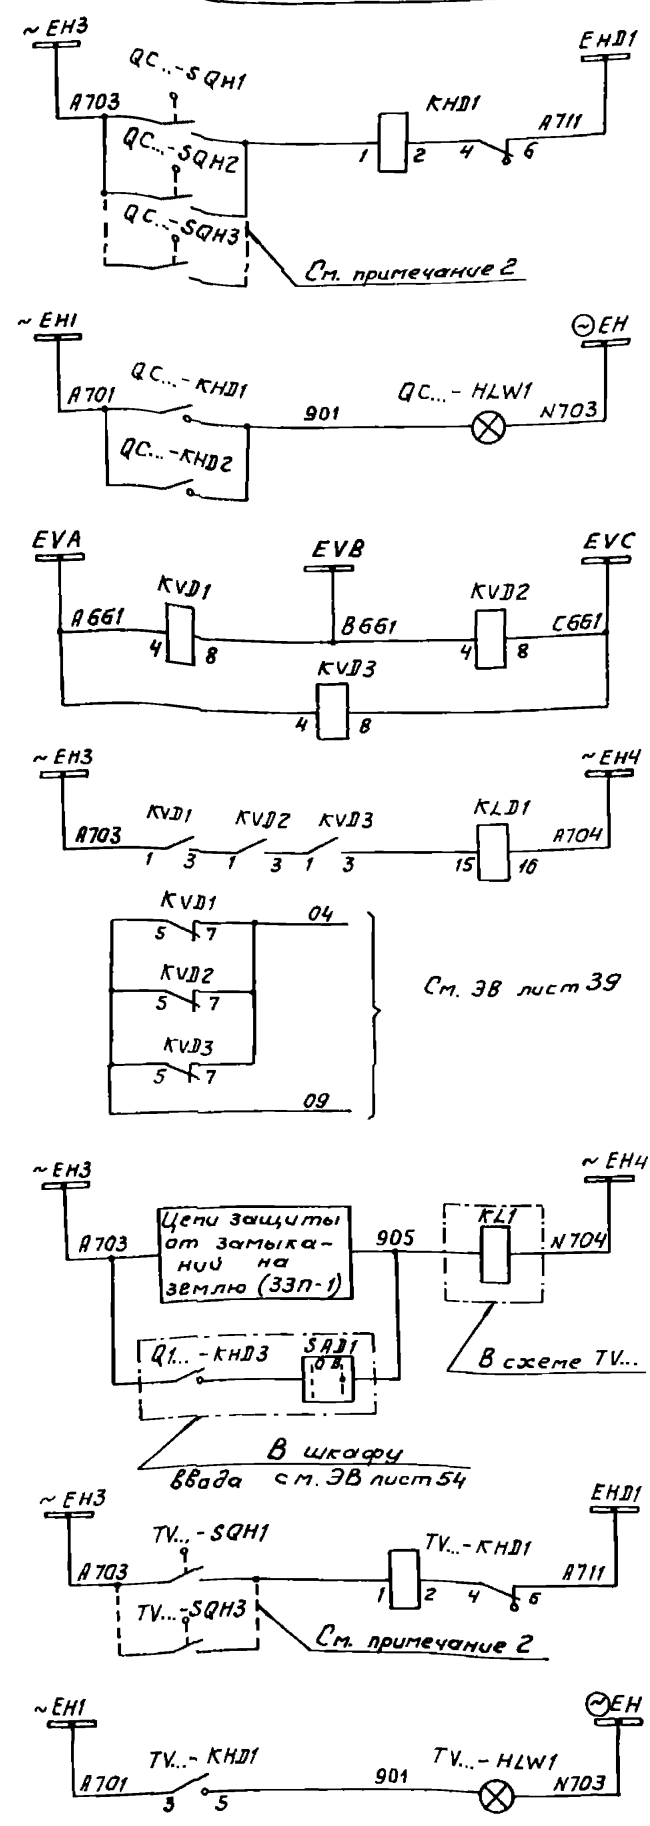 ~EH3
EHD1
QC...-SQH1
A703
KHD1
A711
QC...-SQH2
1 2 4 6
QC...-SQH3
См. примечание 2
~EH1
~EH
QC...-KHD1
QC...-HLW1
A701
901
N703
QC...-KHD2
EVA
EVB
EVC
KVD1
KVD2
A661
B661
C661
4 8 4 8
KVD3
4 8
~EH3
~EH4
KVD1 KVD2 KVD3
KLD1
A703
A704
1 3 1 3 1 3 15 16
KVD1
04
5 7
KVD2
См. ЭВ лист 39
5 7
KVD3
5 7
09
~EH3
~EH4
KL1
Цепи защиты
от замыка-
ний на
землю (ЗЗП-1)
A703
905
N704
Q1...-KHD3
SAD1
О В
В схеме TV...
В шкафу
ввада см. ЭВ лист 54
~EH3
EHD1
TV...-SQH1
TV...-KHD1
A703
A711
1 2 4 6
TV...-SQH3
См. примечание 2
~EH1
~EH
TV...-KHD1
TV...-HLW1
A701
901
N703
3 5